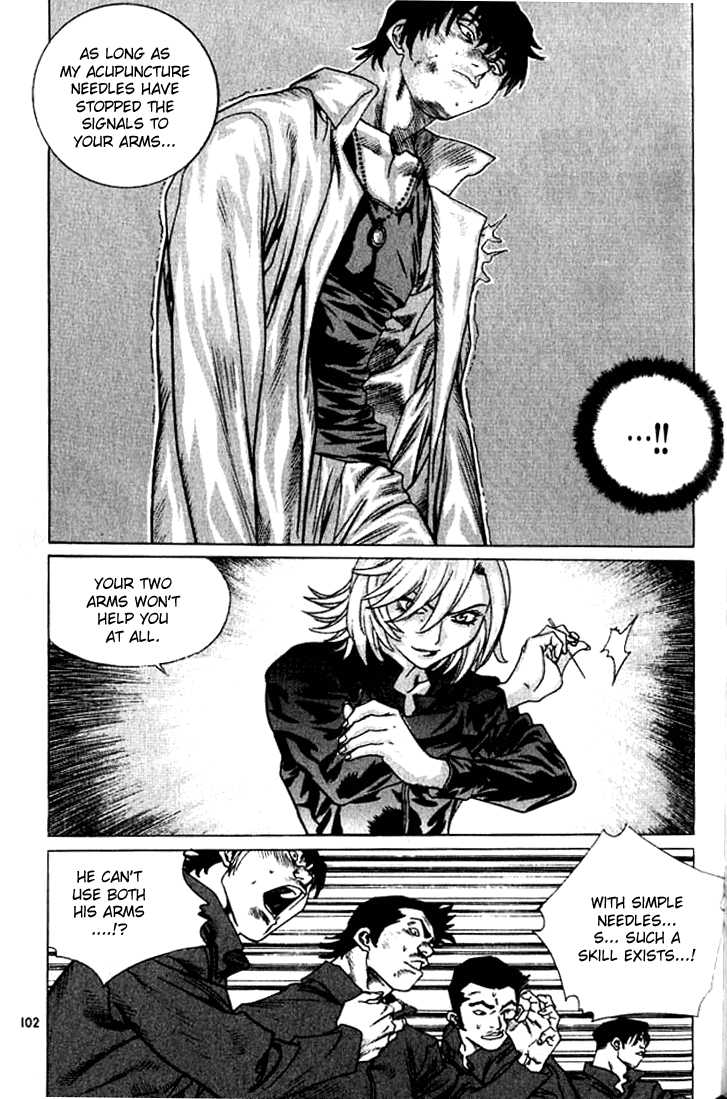 AS LONG AS
MY ACUPUNCTURE
NEEDLES HAVE
STOPPED THE
SIGNALS TO
YOUR ARMS...
...!!
YOUR TWO
ARMS WON'T
HELP YOU
AT ALL.
HE CAN'T
USE BOTH
HIS ARMS
....!?
WITH SIMPLE
NEEDLES...
S... SUCH A
SKILL EXISTS...!
102